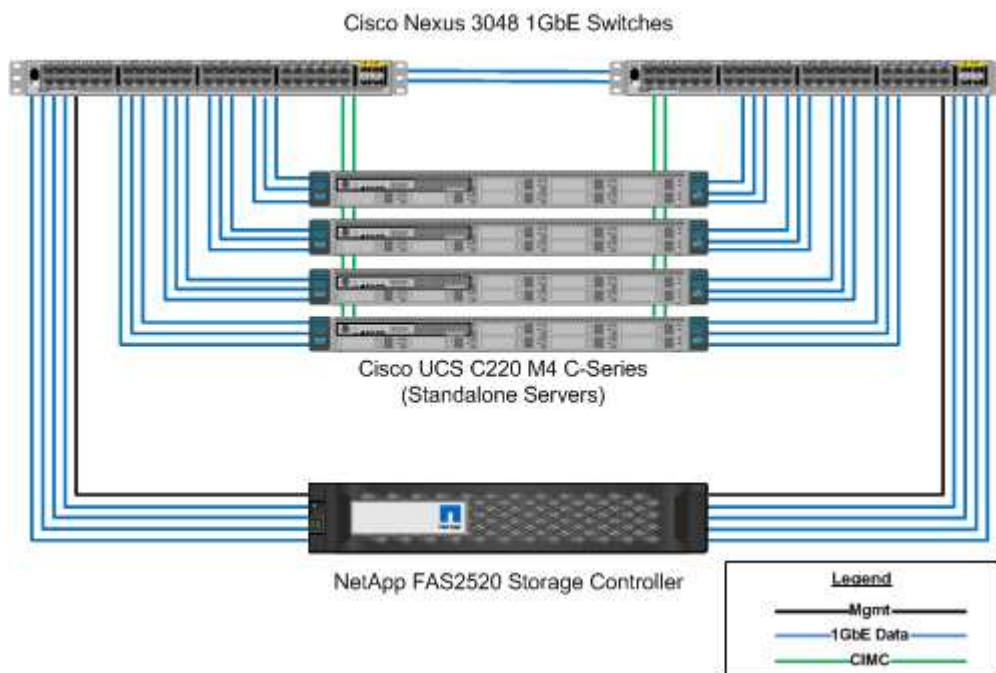 Cisco Nexus 3048 1GbE Switches
Cisco UCS C220 M4 C-Series
(Standalone Servers)
NetApp FAS2520 Storage Controller
Legend
Mgmt
1GbE Data
CIMC